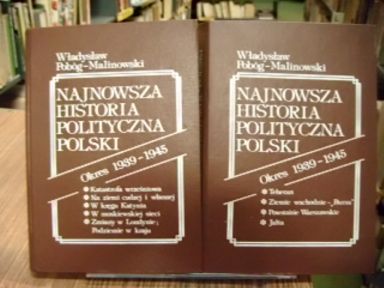 Władysław
Pobóg-Malinowski
NAJNOWSZA
HISTORIA
POLITYCZNA
POLSKI
Okres 1939-1945
Katastrofa wrześniowa
Na ziemi cudzej i własnej
W kręgu Katynia
W moskiewskiej sieci
Zmiany w Londynie;
Podziemie w kraju
Władysław
Pobóg-Malinowski
NAJNOWSZA
HISTORIA
POLITYCZNA
POLSKI
Okres 1939-1945
Teheran
Ziemie wschodnie-„Burza”
Powstanie Warszawskie
Jałta